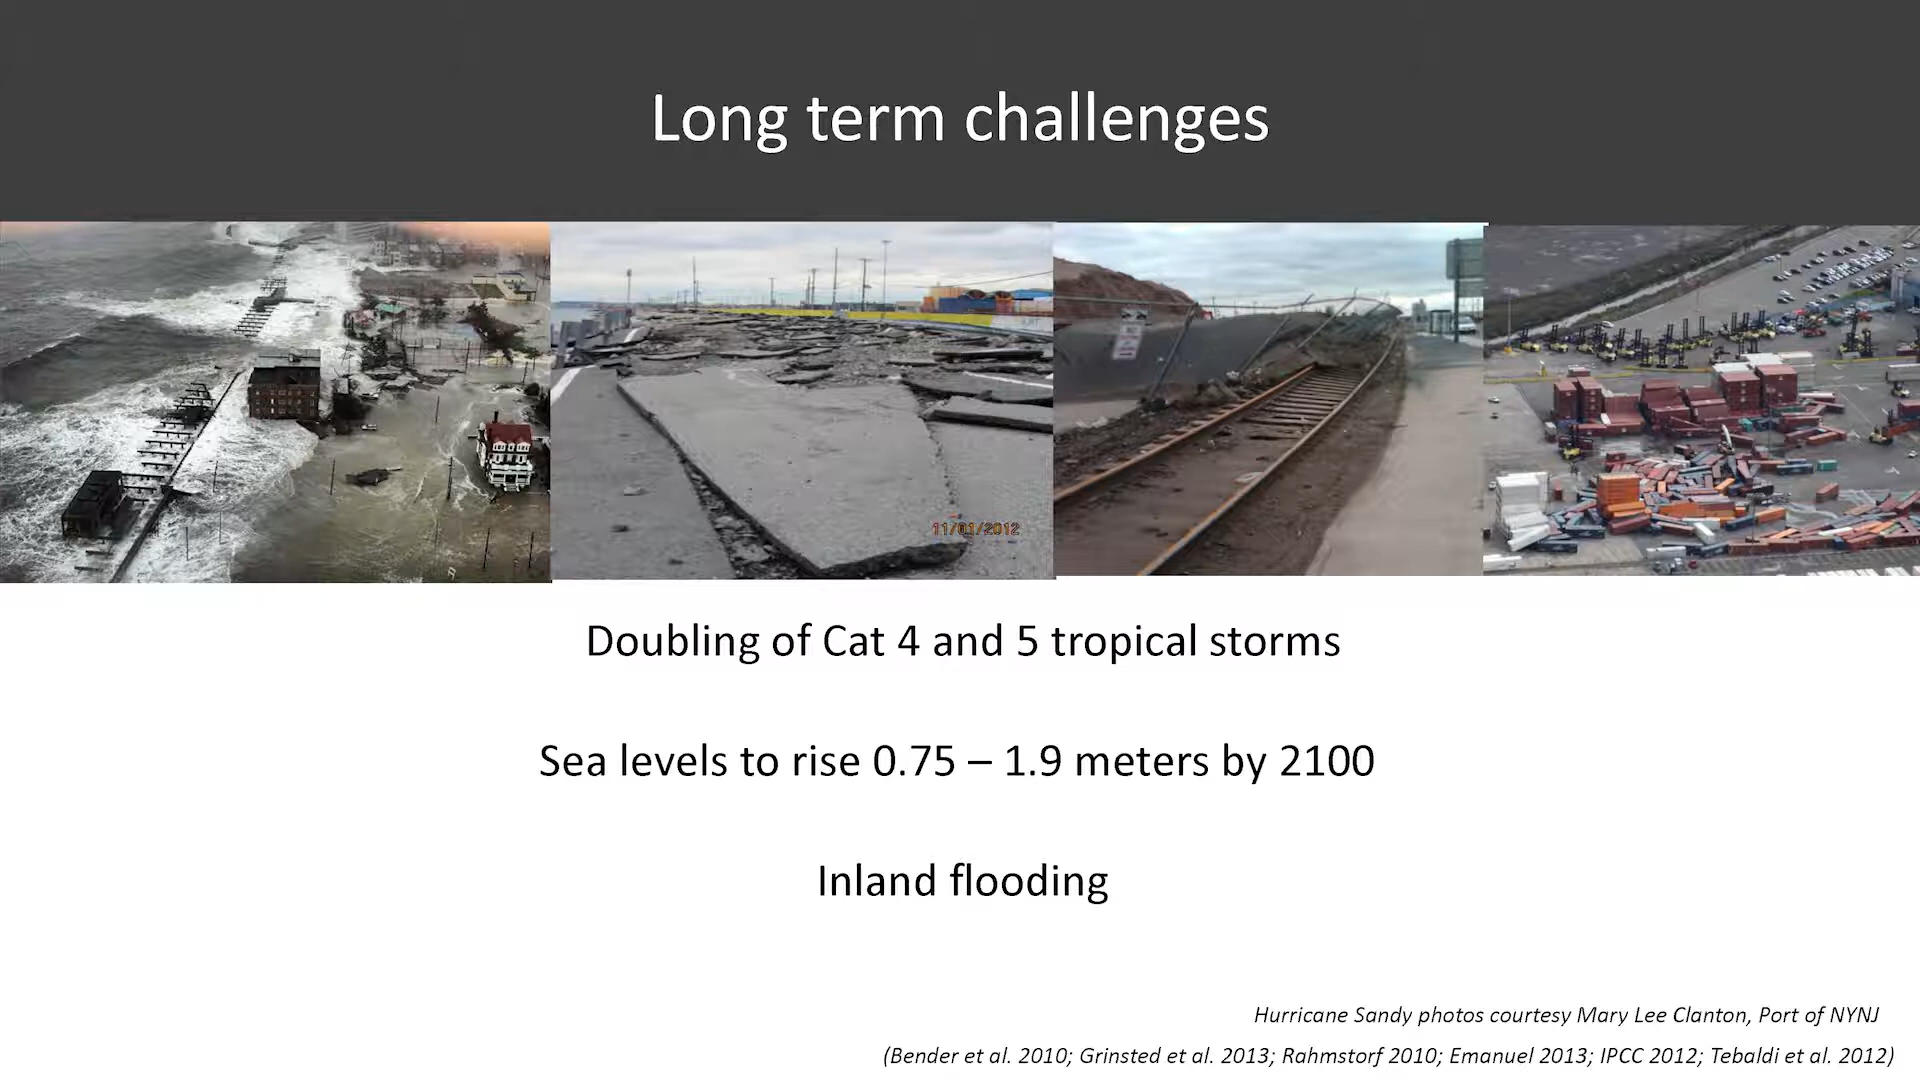 Long term challenges
11/01/2012
Doubling of Cat 4 and 5 tropical storms
Sea levels to rise 0.75 – 1.9 meters by 2100
Inland flooding
Hurricane Sandy photos courtesy Mary Lee Clanton, Port of NYNJ
(Bender et al. 2010; Grinsted et al. 2013; Rahmstorf 2010; Emanuel 2013; IPCC 2012; Tebaldi et al. 2012)